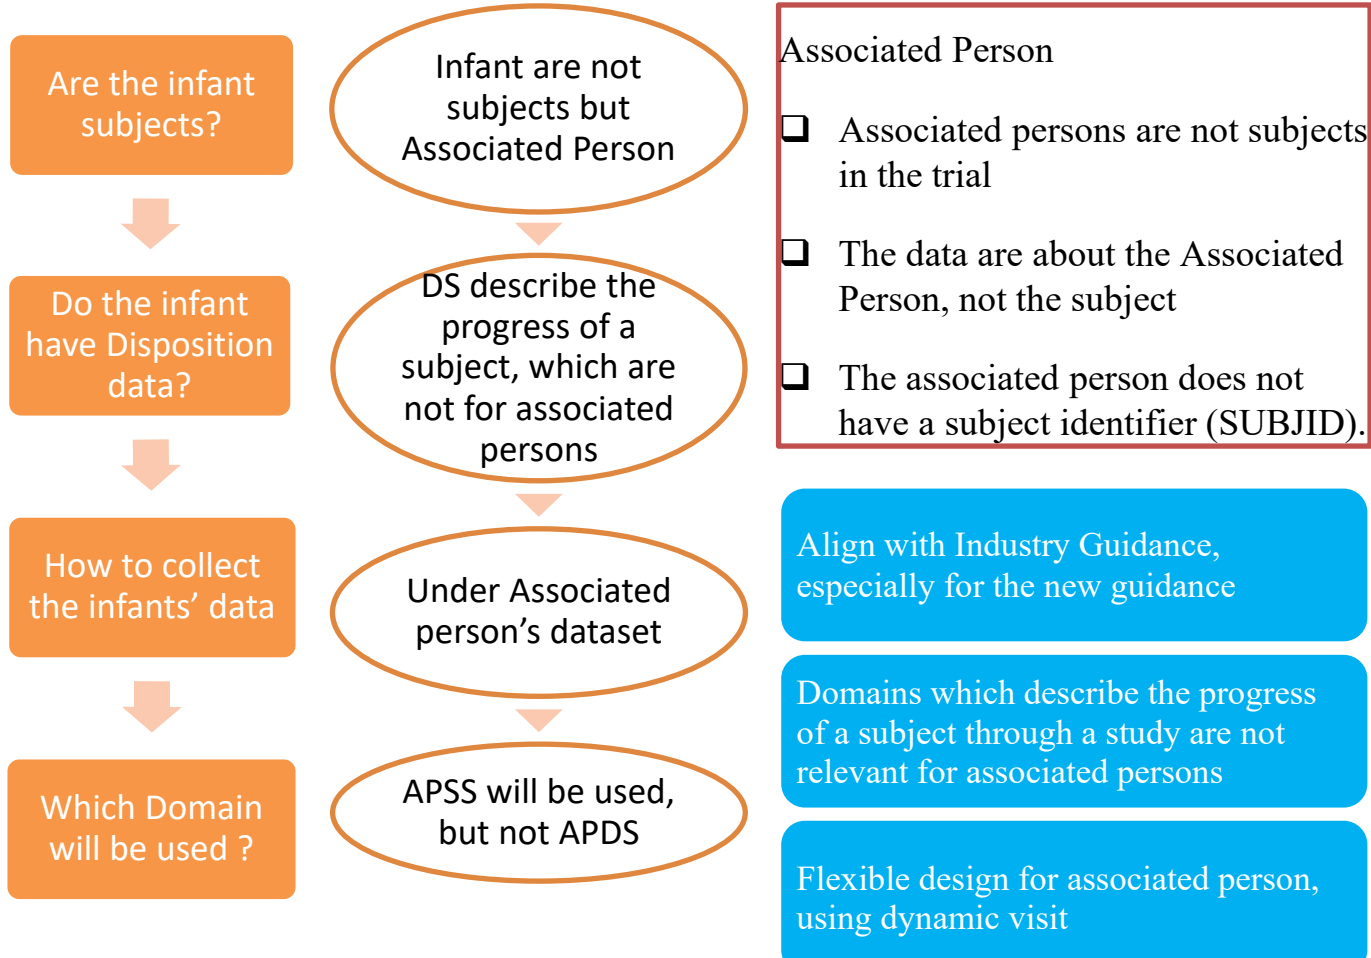 Are the infant
subjects?
Do the infant
have Disposition
data?
How to collect
the infants’ data
Which Domain
will be used ?
Infant are not
subjects but
Associated Person
DS describe the
progress of a
subject, which are
not for associated
persons
Under Associated
person’s dataset
APSS will be used,
but not APDS
Associated Person
❑ Associated persons are not subjects
in the trial
❑ The data are about the Associated
Person, not the subject
❑ The associated person does not
have a subject identifier (SUBJID).
Align with Industry Guidance,
especially for the new guidance
Domains which describe the progress
of a subject through a study are not
relevant for associated persons
Flexible design for associated person,
using dynamic visit